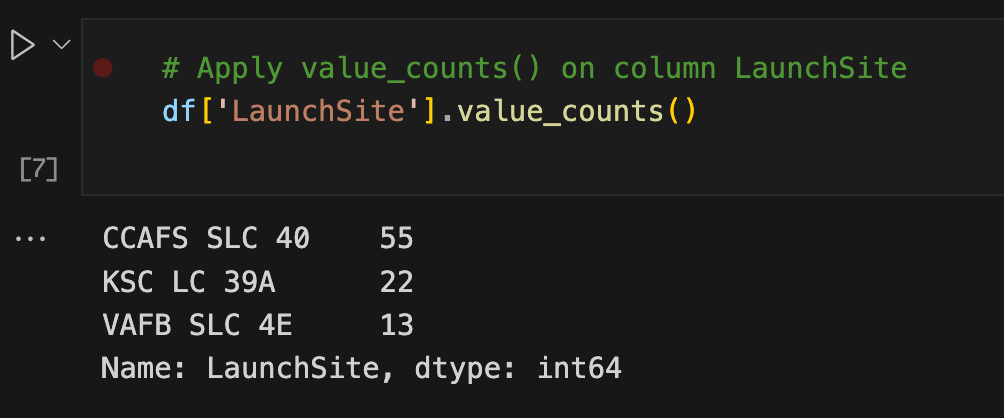 # Apply value_counts() on column LaunchSite
df['LaunchSite'].value_counts()
[7]
...
CCAFS SLC 40    55
KSC LC 39A      22
VAFB SLC 4E     13
Name: LaunchSite, dtype: int64